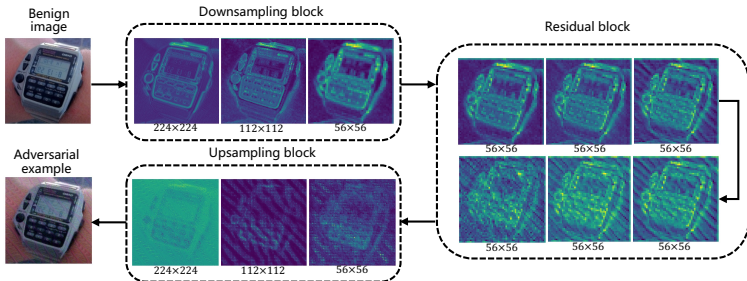 Benign
image
Downsampling block
224×224
112×112
56×56
Residual block
56×56
56×56
56×56
56×56
56×56
56×56
Adversarial
example
Upsampling block
224×224
112×112
56×56